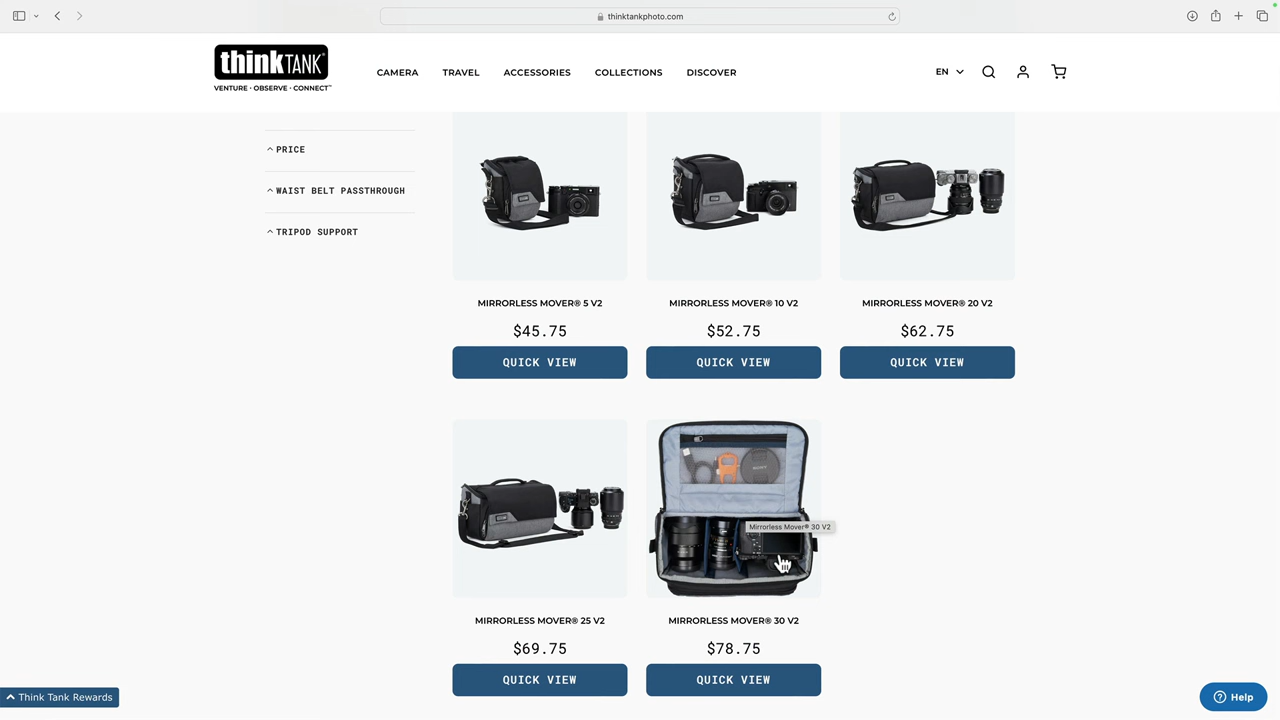 thinktankphoto.com
thinkTANK®
VENTURE · OBSERVE · CONNECT™
CAMERA
TRAVEL
ACCESSORIES
COLLECTIONS
DISCOVER
EN
PRICE
WAIST BELT PASSTHROUGH
TRIPOD SUPPORT
MIRRORLESS MOVER® 5 V2
$45.75
QUICK VIEW
MIRRORLESS MOVER® 10 V2
$52.75
QUICK VIEW
MIRRORLESS MOVER® 20 V2
$62.75
QUICK VIEW
MIRRORLESS MOVER® 25 V2
$69.75
QUICK VIEW
SONY
Mirrorless Mover® 30 V2
MIRRORLESS MOVER® 30 V2
$78.75
QUICK VIEW
Think Tank Rewards
Help